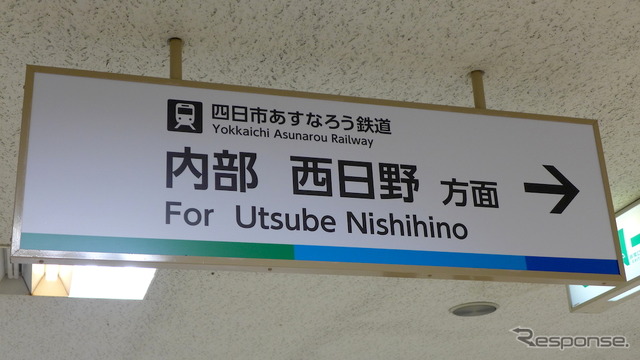 四日市あすなろう鉄道
Yokkaichi Asunarou Railway
内部 西日野 方面
For Utsube Nishihino
Response.